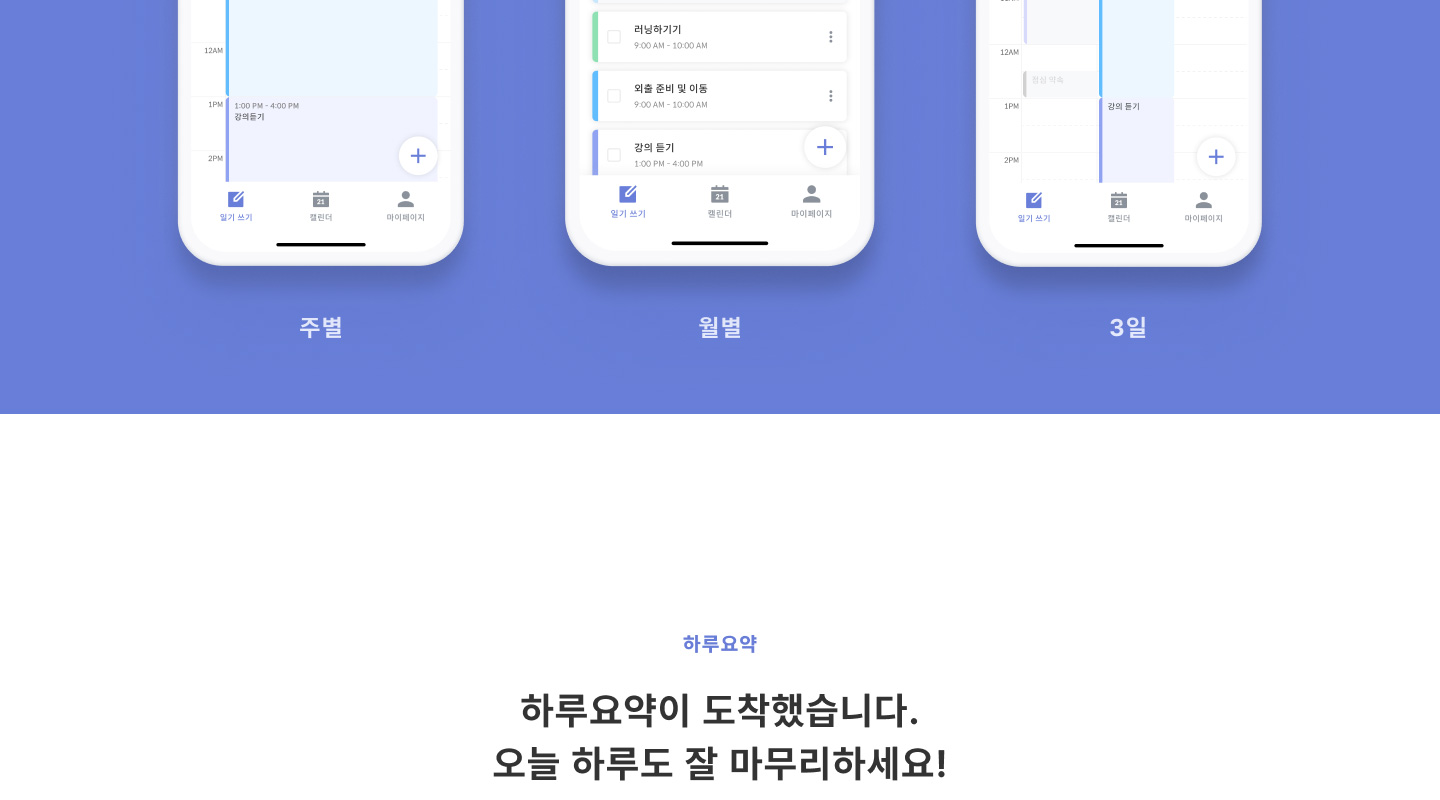 12AM
1PM
1:00 PM - 4:00 PM
강의듣기
2PM
일기 쓰기
21
캘린더
마이페이지
러닝하기기
9:00 AM - 10:00 AM
외출 준비 및 이동
9:00 AM - 10:00 AM
강의 듣기
1:00 PM - 4:00 PM
일기 쓰기
21
캘린더
마이페이지
12AM
점심 약속
1PM
강의 듣기
2PM
일기 쓰기
21
캘린더
마이페이지
주별
월별
3일
하루요약
하루요약이 도착했습니다.
오늘 하루도 잘 마무리하세요!